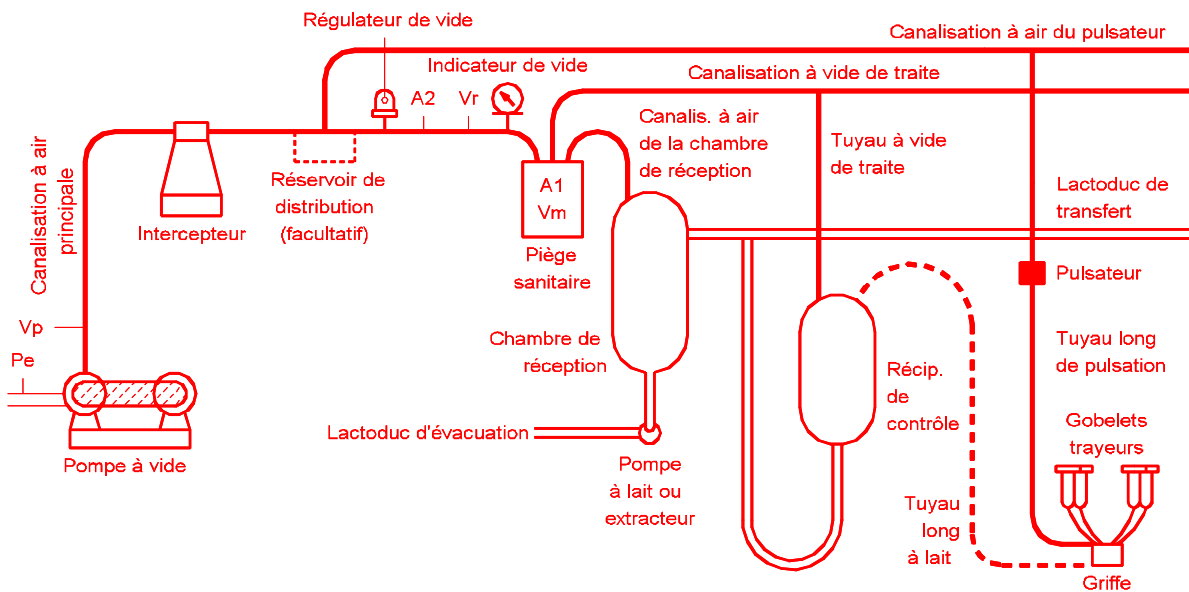 Régulateur de vide
Canalisation à air du pulsateur
Indicateur de vide
Canalisation à vide de traite
A2
Vr
Canalis. à air
de la chambre
de réception
Tuyau à vide
de traite
Canalisation à air
principale
Intercepteur
Réservoir de
distribution
(facultatif)
A1
Vm
Piège
sanitaire
Lactoduc de
transfert
Pulsateur
Vp
Pe
Chambre de
réception
Tuyau long
de pulsation
Récip.
de
contrôle
Pompe à vide
Lactoduc d'évacuation
Pompe
à lait ou
extracteur
Gobelets
trayeurs
Tuyau
long
à lait
Griffe